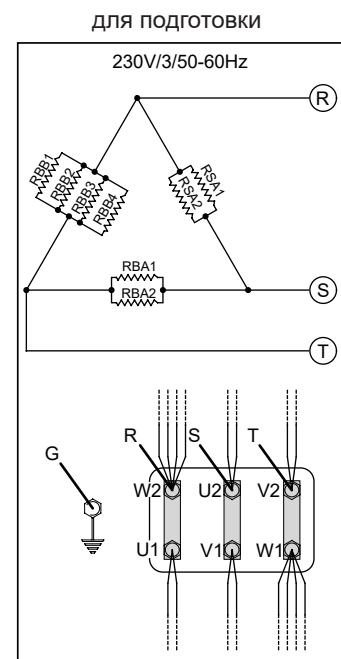 для подготовки
230V/3/50-60Hz
R
RBB1
RBB2
RBB3
RBB4
RSA1
RSA2
RBA1
RBA2
S
T
R S T
G
W2 U2 V2
U1 V1 W1